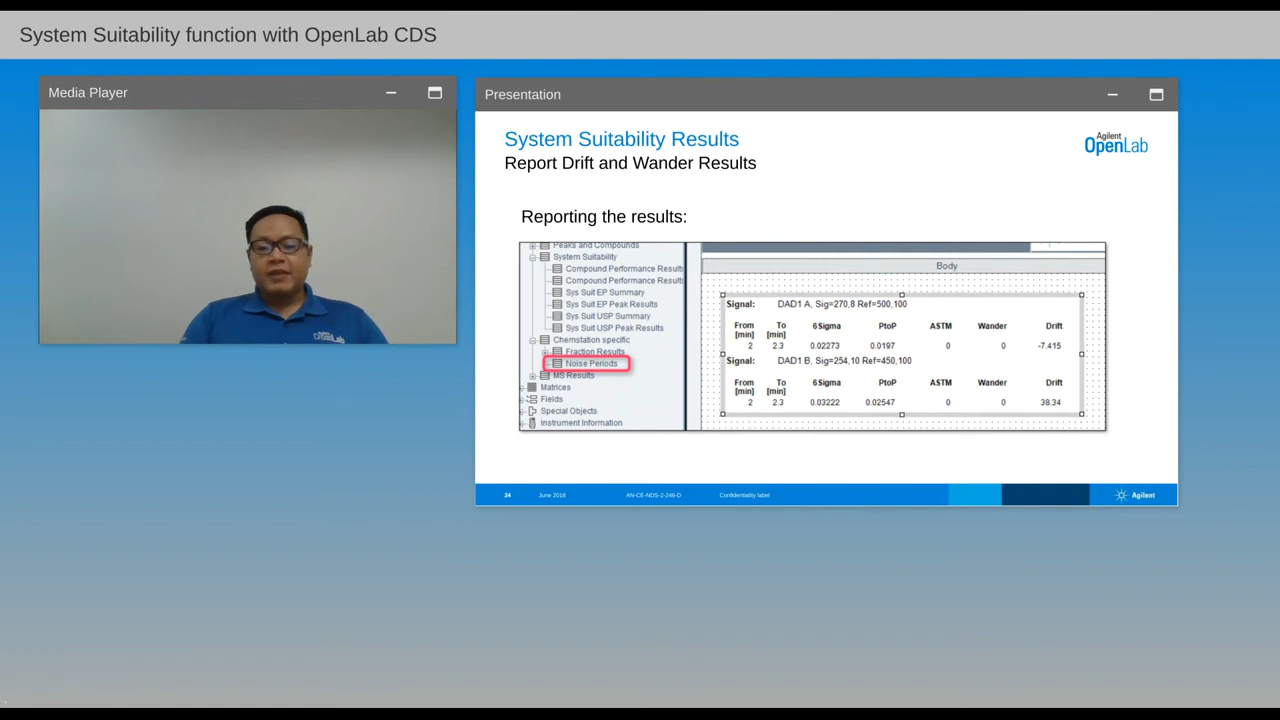 System Suitability function with OpenLab CDS
Media Player
Presentation
System Suitability Results
Report Drift and Wander Results
Agilent
OpenLab
Reporting the results:
Peaks and Compounds
System Suitability
Compound Performance Results
Compound Performance Results
Sys Suit EP Summary
Sys Suit EP Peak Results
Sys Suit USP Summary
Sys Suit USP Peak Results
Chemstation specific
Fraction Results
Noise Periods
MS Results
Matrices
Fields
Special Objects
Instrument Information
Body
Signal: DAD1 A, Sig=270,8 Ref=500,100
From [min] To [min] 6Sigma PtoP ASTM Wander Drift
2 2.3 0.02273 0.0197 0 0 -7.415
Signal: DAD1 B, Sig=254,10 Ref=450,100
From [min] To [min] 6Sigma PtoP ASTM Wander Drift
2 2.3 0.03222 0.02547 0 0 38.34
24 June 2018 AN-CE-NDS-2-246-D Confidentiality label Agilent